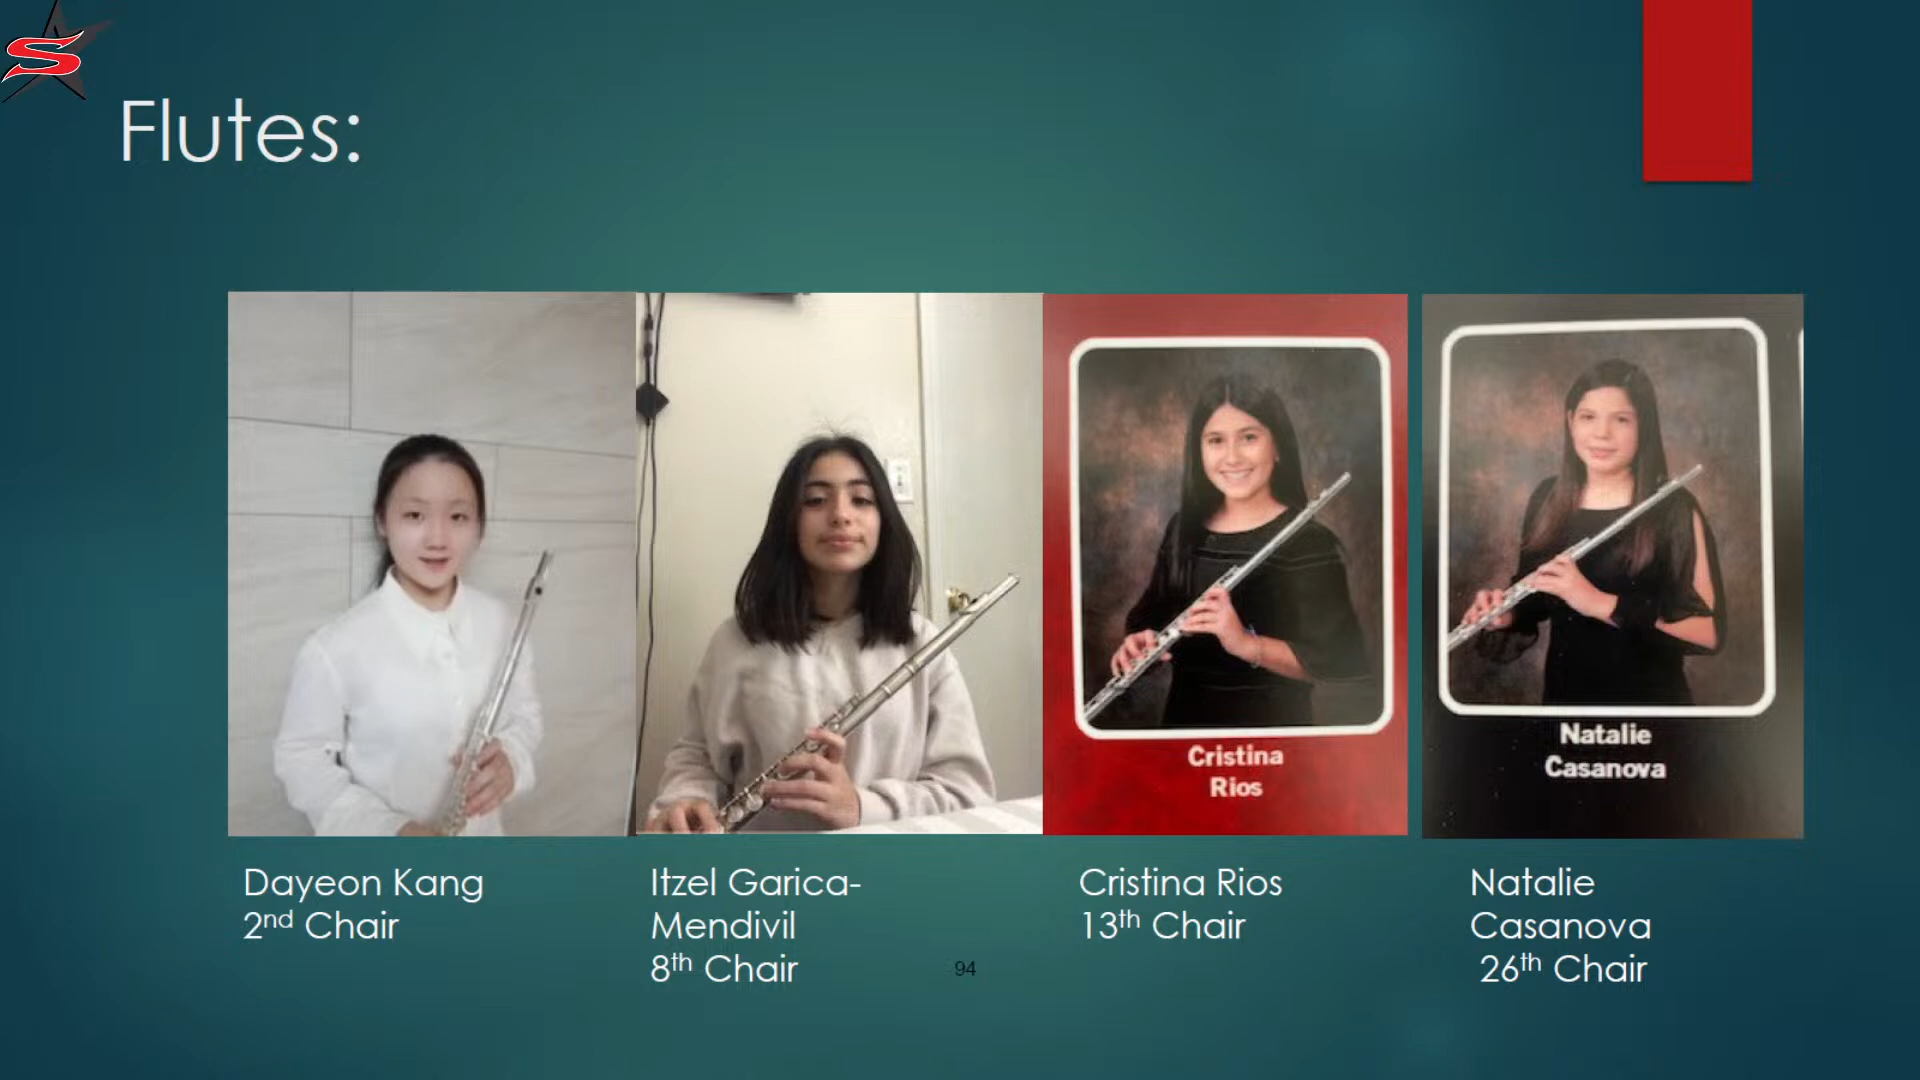 S
Flutes:
Cristina
Rios
Natalie
Casanova
Dayeon Kang
2nd Chair
Itzel Garica-
Mendivil
8th Chair
Cristina Rios
13th Chair
Natalie
Casanova
26th Chair
94